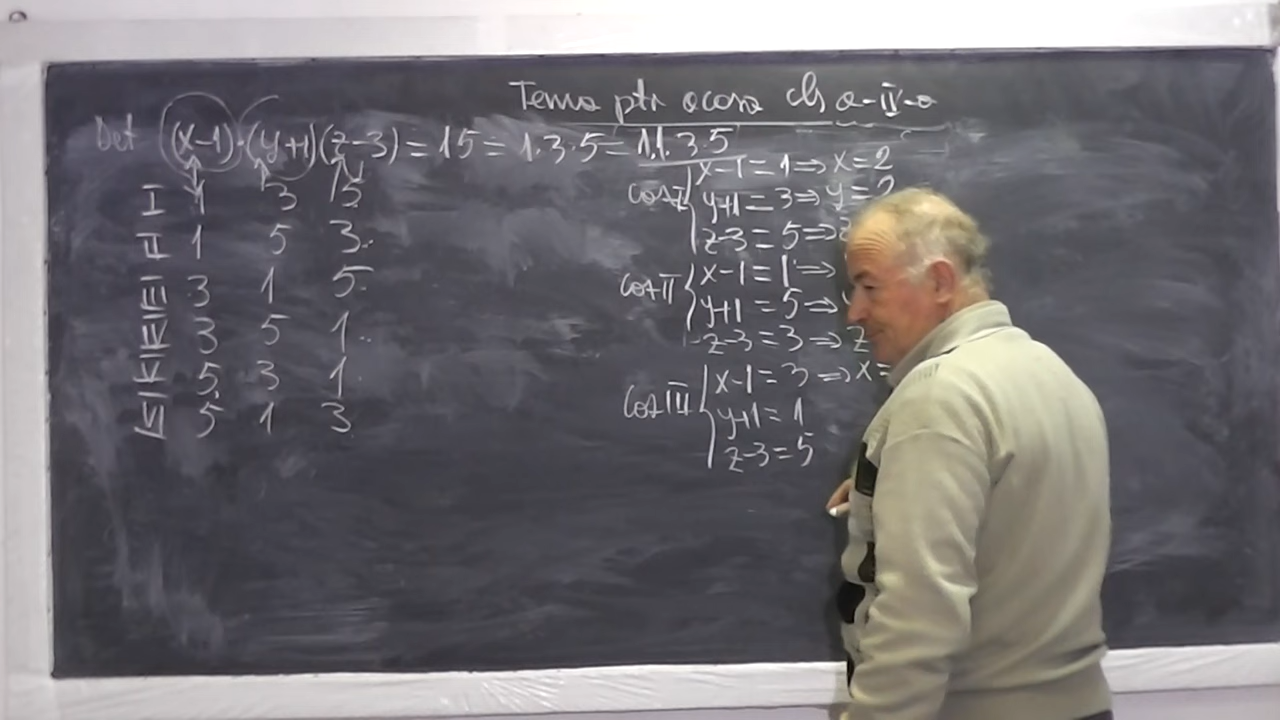 Tema ptr acasa cls a-IV-a
Det (x-1)·(y+1)(z-3) = 15 = 1.3.5 = 1.1.3.5
I 1 3 5
II 1 5 3
III 3 1 5
IV 3 5 1
V 5 3 1
VI 5 1 3
caz I { x-1=1 ⇒ x=2
y+1=3 ⇒ y=2
z-3=5 ⇒ z
caz II { x-1=1 ⇒
y+1=5 ⇒
z-3=3 ⇒ z
caz III { x-1=3 ⇒ x=
y+1=1
z-3=5